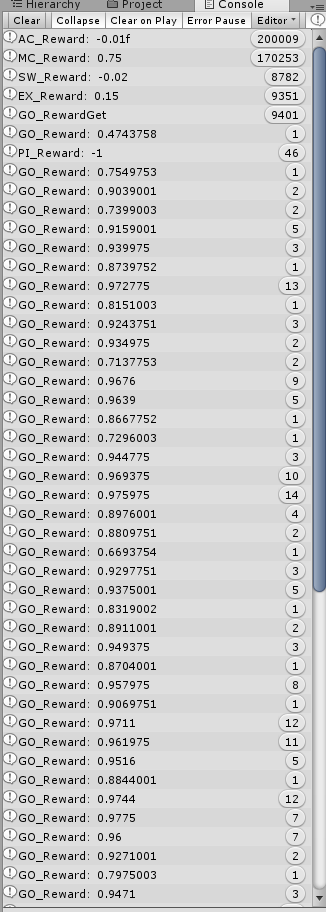 Hierarchy Project Console
Clear Collapse Clear on Play Error Pause Editor
AC_Reward: -0.01f 200009
MC_Reward: 0.75 170253
SW_Reward: -0.02 8782
EX_Reward: 0.15 9351
GO_RewardGet 9401
GO_Reward: 0.4743758 1
PI_Reward: -1 46
GO_Reward: 0.7549753 1
GO_Reward: 0.9039001 2
GO_Reward: 0.7399003 2
GO_Reward: 0.9159001 5
GO_Reward: 0.939975 3
GO_Reward: 0.8739752 1
GO_Reward: 0.972775 13
GO_Reward: 0.8151003 1
GO_Reward: 0.9243751 3
GO_Reward: 0.934975 2
GO_Reward: 0.7137753 2
GO_Reward: 0.9676 9
GO_Reward: 0.9639 5
GO_Reward: 0.8667752 1
GO_Reward: 0.7296003 1
GO_Reward: 0.944775 3
GO_Reward: 0.969375 10
GO_Reward: 0.975975 14
GO_Reward: 0.8976001 4
GO_Reward: 0.8809751 2
GO_Reward: 0.6693754 1
GO_Reward: 0.9297751 3
GO_Reward: 0.9375001 5
GO_Reward: 0.8319002 1
GO_Reward: 0.8911001 2
GO_Reward: 0.949375 3
GO_Reward: 0.8704001 1
GO_Reward: 0.957975 8
GO_Reward: 0.9069751 1
GO_Reward: 0.9711 12
GO_Reward: 0.961975 11
GO_Reward: 0.9516 5
GO_Reward: 0.8844001 1
GO_Reward: 0.9744 12
GO_Reward: 0.9775 7
GO_Reward: 0.96 7
GO_Reward: 0.9271001 2
GO_Reward: 0.7975003 1
GO_Reward: 0.9471 3